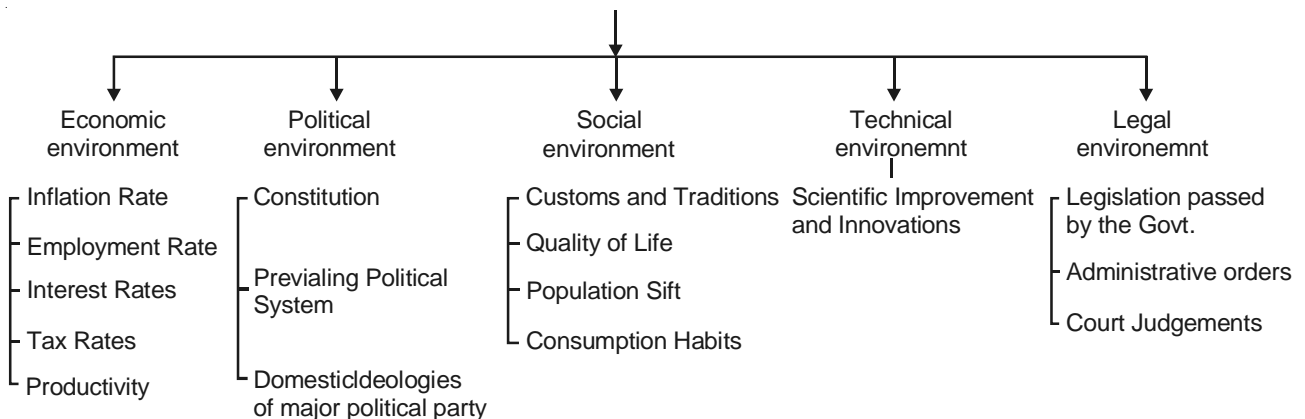 Economic
environment
Inflation Rate
Employment Rate
Interest Rates
Tax Rates
Productivity
Political
environment
Constitution
Previaling Political
System
DomesticIdeologies
of major political party
Social
environment
Customs and Traditions
Quality of Life
Population Sift
Consumption Habits
Technical
environemnt
Scientific Improvement
and Innovations
Legal
environemnt
Legislation passed
by the Govt.
Administrative orders
Court Judgements